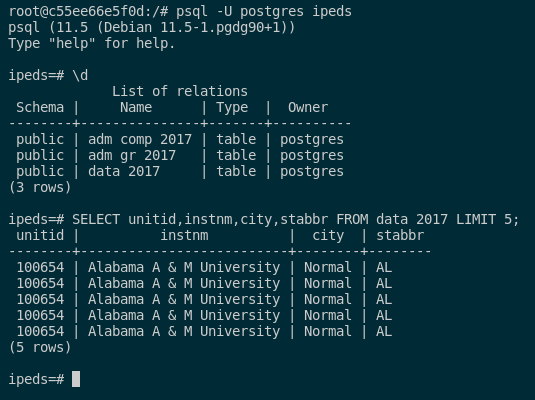 root@c55ee66e5f0d:/# psql -U postgres ipeds
psql (11.5 (Debian 11.5-1.pgdg90+1))
Type "help" for help.

ipeds=# \d
             List of relations
 Schema |     Name      | Type  |  Owner
--------+---------------+-------+----------
 public | adm comp 2017 | table | postgres
 public | adm gr 2017   | table | postgres
 public | data 2017     | table | postgres
(3 rows)

ipeds=# SELECT unitid,instnm,city,stabbr FROM data 2017 LIMIT 5;
 unitid |          instnm          |  city  | stabbr
--------+--------------------------+--------+--------
 100654 | Alabama A & M University | Normal | AL
 100654 | Alabama A & M University | Normal | AL
 100654 | Alabama A & M University | Normal | AL
 100654 | Alabama A & M University | Normal | AL
 100654 | Alabama A & M University | Normal | AL
(5 rows)

ipeds=#